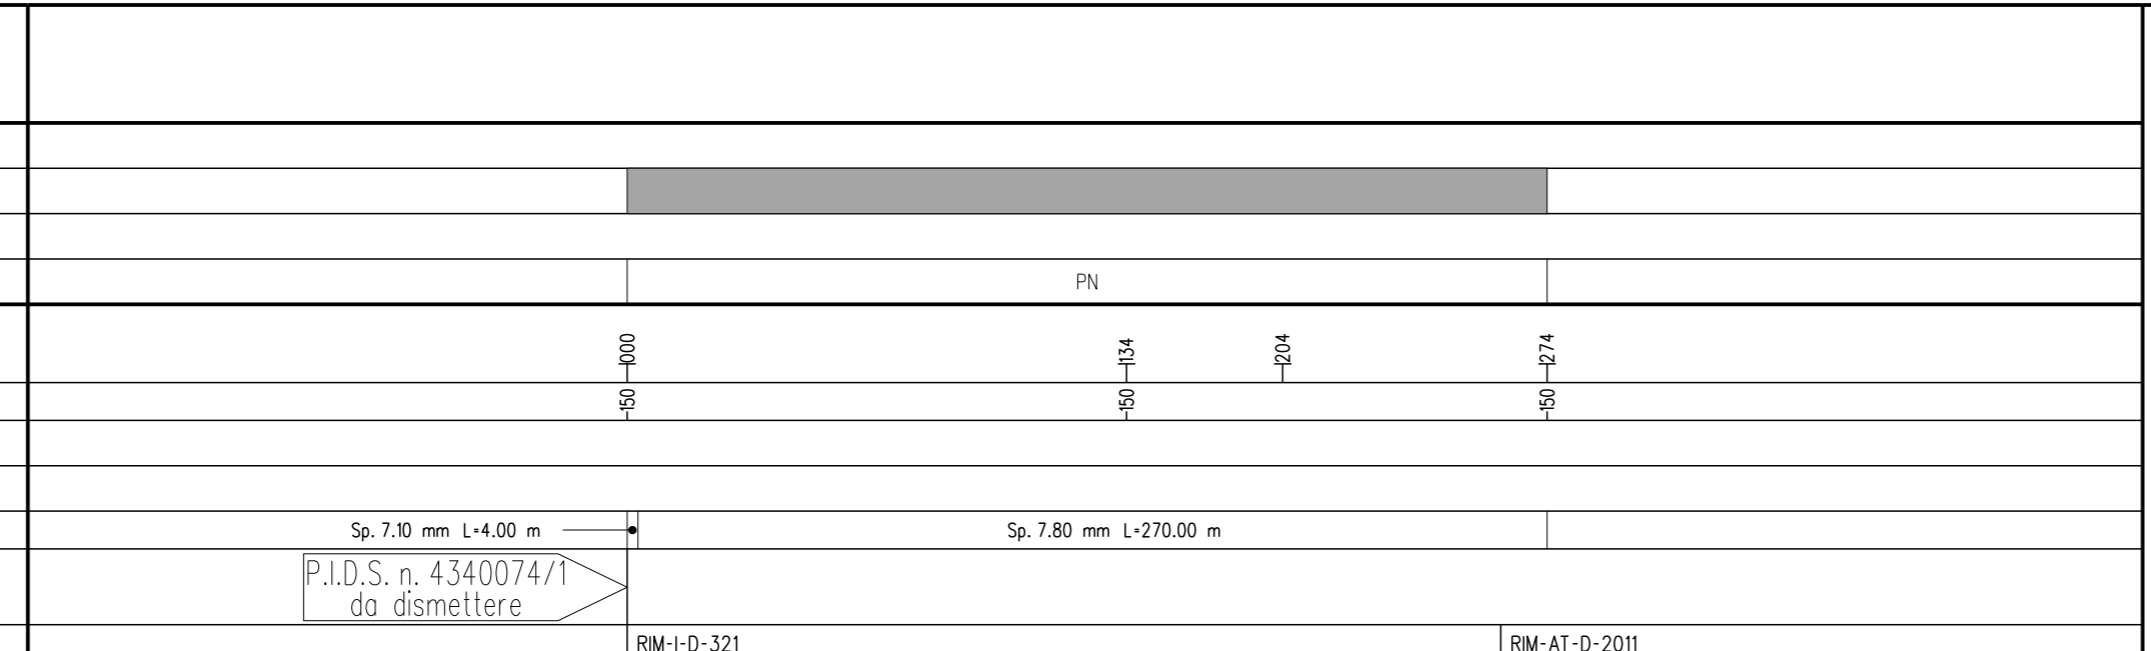 PN
000
134
204
274
150
150
150
Sp. 7.10 mm L=4.00 m
Sp. 7.80 mm L=270.00 m
P.I.D.S. n. 4340074/1
da dismettere
RIM-I-D-321
RIM-AT-D-2011